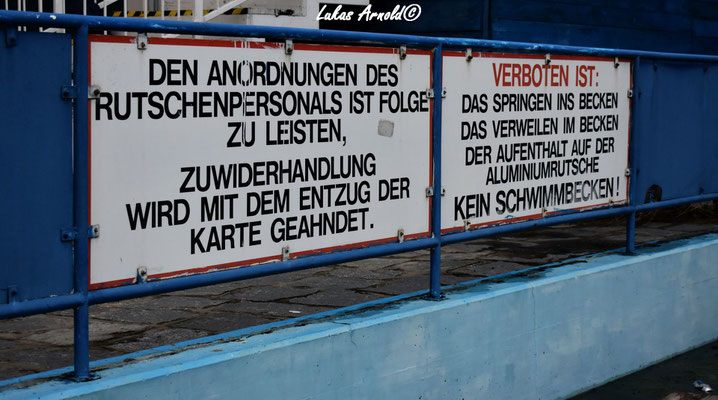 Lukas Arnold©
DEN ANORDNUNGEN DES
RUTSCHENPERSONALS IST FOLGE
ZU LEISTEN,
ZUWIDERHANDLUNG
WIRD MIT DEM ENTZUG DER
KARTE GEAHNDET.
VERBOTEN IST:
DAS SPRINGEN INS BECKEN
DAS VERWEILEN IM BECKEN
DER AUFENTHALT AUF DER
ALUMINIUMRUTSCHE
KEIN SCHWIMMBECKEN!